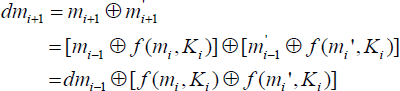 dm_{i+1} = m_{i+1} ⊕ m'_{i+1}
=[m_{i-1} ⊕ f(m_i, K_i)] ⊕ [m'_{i-1} ⊕ f(m_i', K_i)]
=dm_{i-1} ⊕ [f(m_i, K_i) ⊕ f(m_i', K_i)]